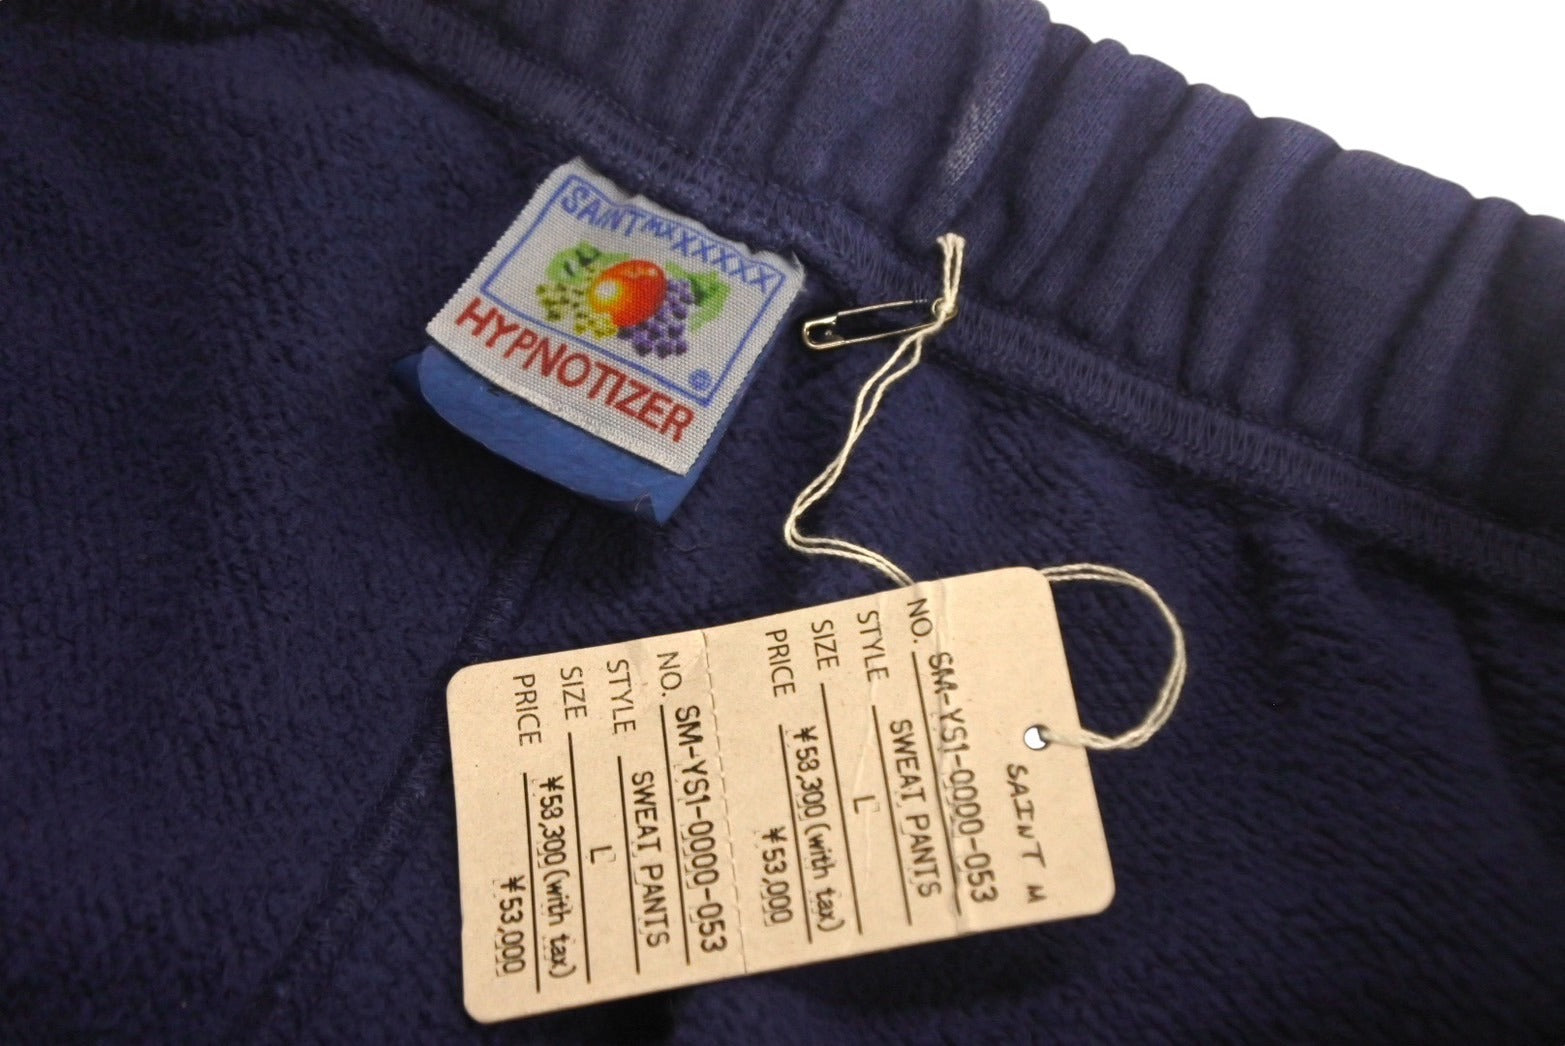 SAINT MXXXXXX
HYPNOTIZER
SAINT M
NO. SM-YS1-0000-053
STYLE SWEAT PANTS
SIZE L
PRICE ¥58,300(with tax)
¥53,000
NO. SM-YS1-0000-053
STYLE SWEAT PANTS
SIZE L
PRICE ¥58,300(with tax)
¥53,000